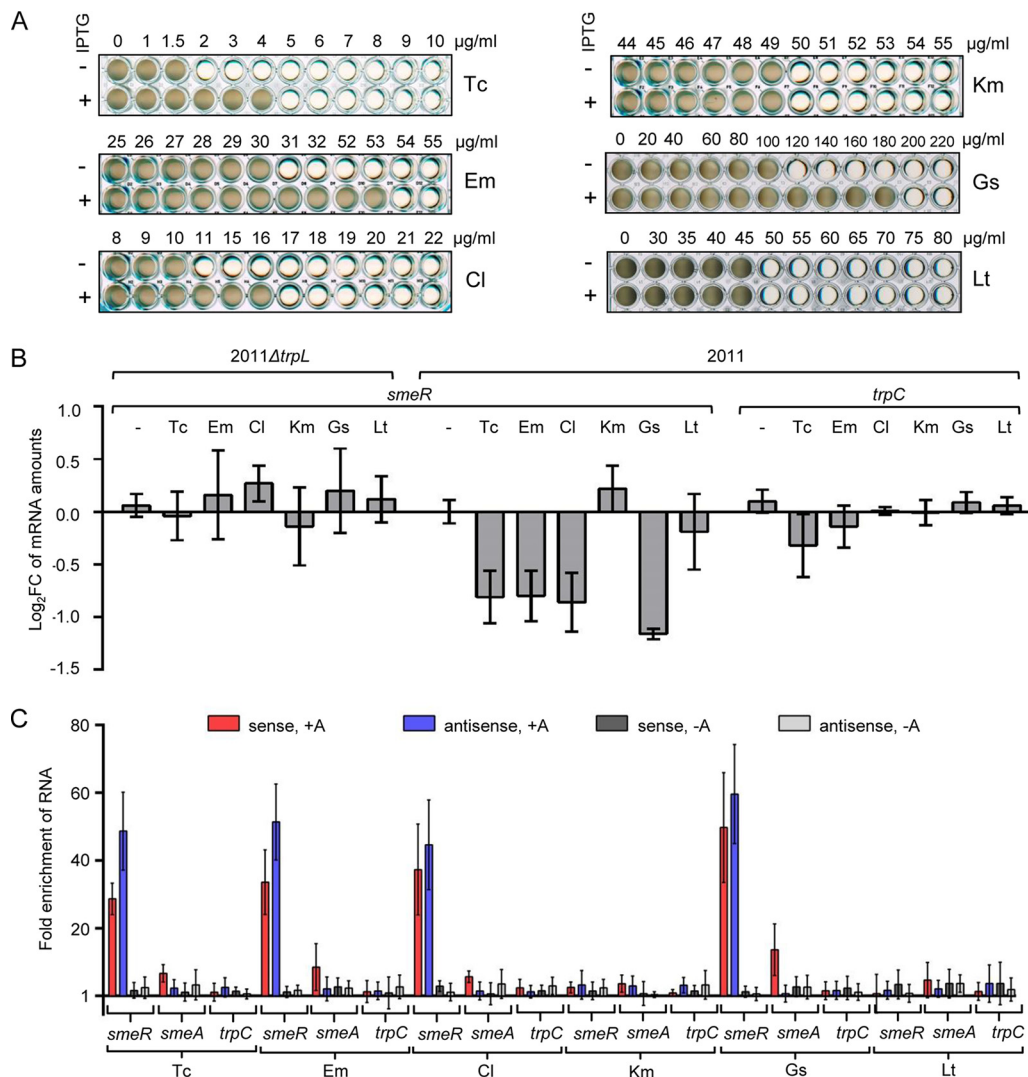 A
IPTG
0 1 1.5 2 3 4 5 6 7 8 9 10 µg/ml
-
+
Tc
25 26 27 28 29 30 31 32 52 53 54 55 µg/ml
-
+
Em
8 9 10 11 15 16 17 18 19 20 21 22 µg/ml
-
+
Cl
IPTG
44 45 46 47 48 49 50 51 52 53 54 55 µg/ml
-
+
Km
0 20 40 60 80 100 120 140 160 180 200 220 µg/ml
-
+
Gs
0 30 35 40 45 50 55 60 65 70 75 80 µg/ml
-
+
Lt
B
2011ΔtrpL 2011
smeR trpC
- Tc Em Cl Km Gs Lt - Tc Em Cl Km Gs Lt - Tc Em Cl Km Gs Lt
Log₂FC of mRNA amounts
1.0
0.5
0.0
-0.5
-1.0
-1.5
C
sense, +A antisense, +A sense, -A antisense, -A
Fold enrichment of RNA
80
60
40
20
1
smeR smeA trpC smeR smeA trpC smeR smeA trpC smeR smeA trpC smeR smeA trpC smeR smeA trpC
Tc Em Cl Km Gs Lt